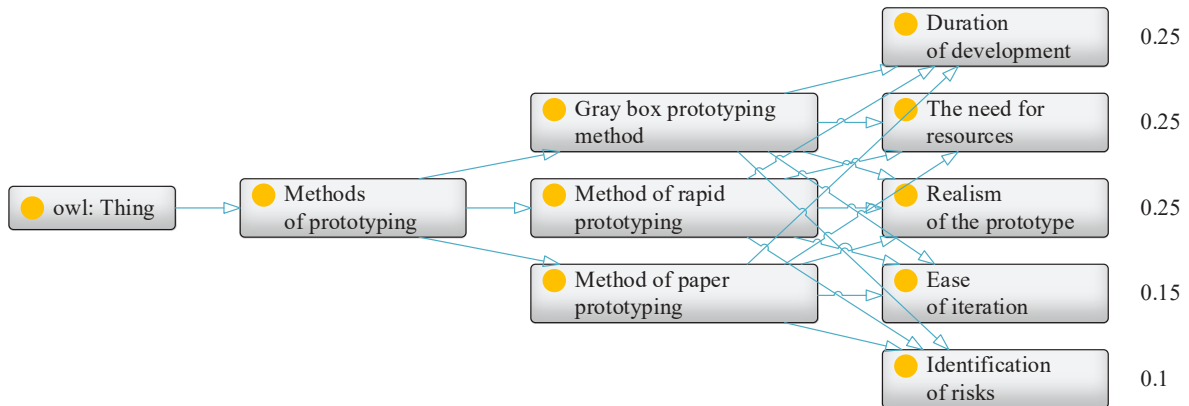 owl: Thing
Methods
of prototyping
Gray box prototyping
method
Method of rapid
prototyping
Method of paper
prototyping
Duration
of development
0.25
The need for
resources
0.25
Realism
of the prototype
0.25
Ease
of iteration
0.15
Identification
of risks
0.1